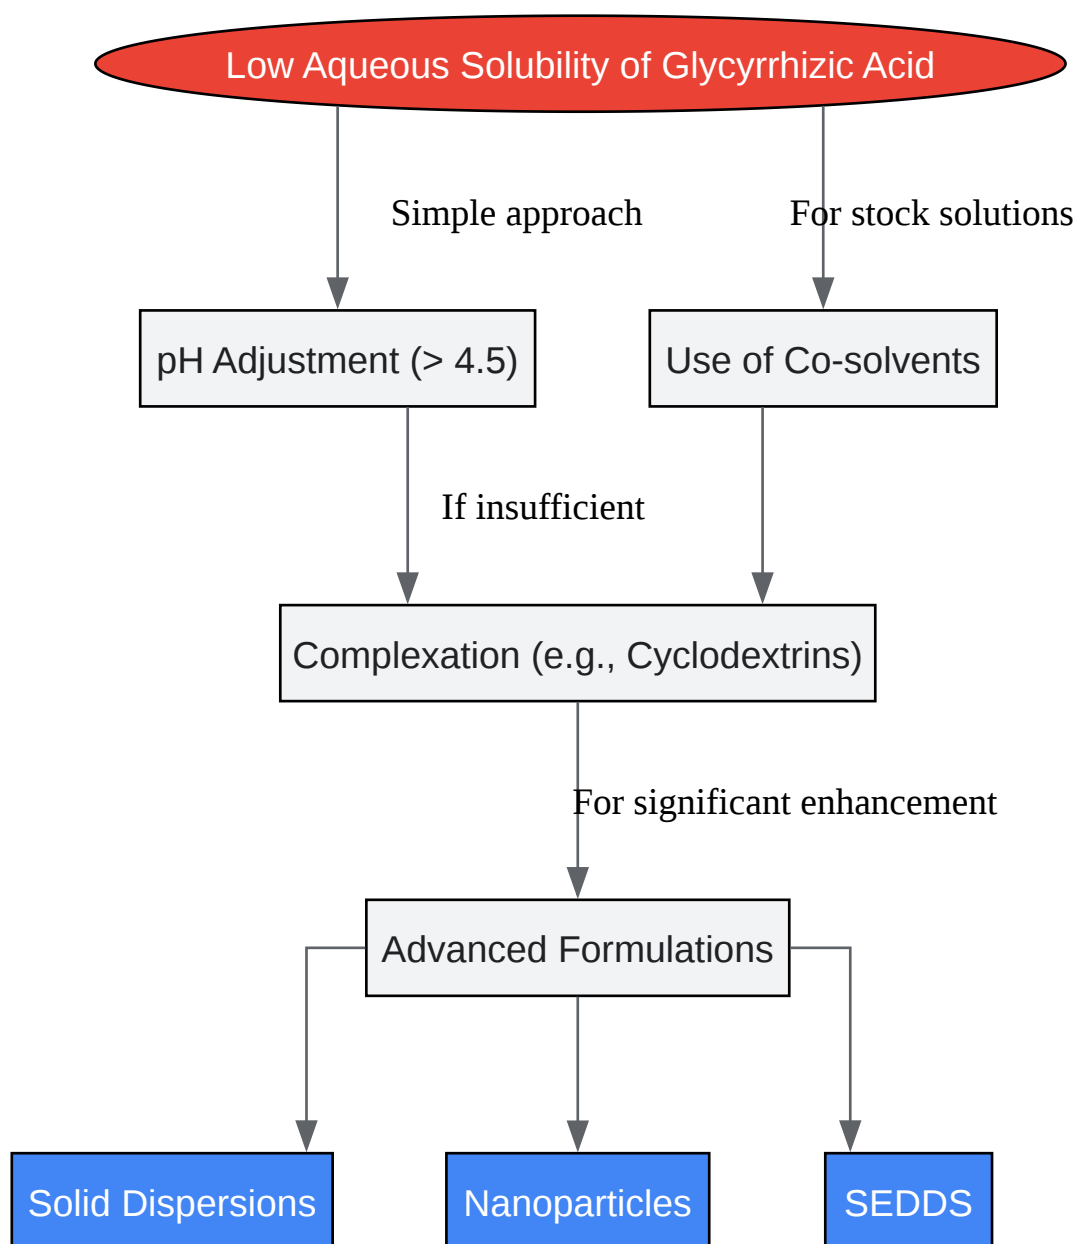 Low Aqueous Solubility of Glycyrrhizic Acid
Simple approach
For stock solutions
pH Adjustment (> 4.5)
Use of Co-solvents
If insufficient
Complexation (e.g., Cyclodextrins)
For significant enhancement
Advanced Formulations
Solid Dispersions
Nanoparticles
SEDDS